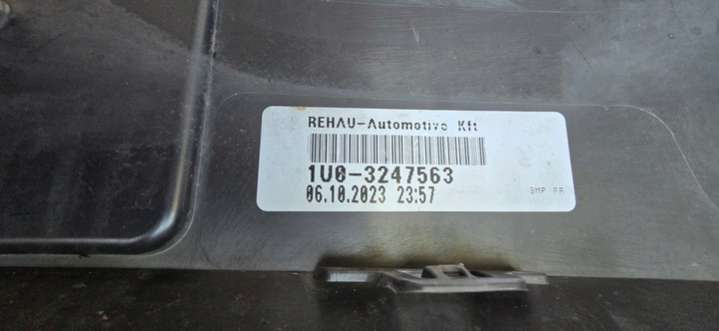 REHAU-Automotive Kft
1U0-3247563
06.10.2023 23:57